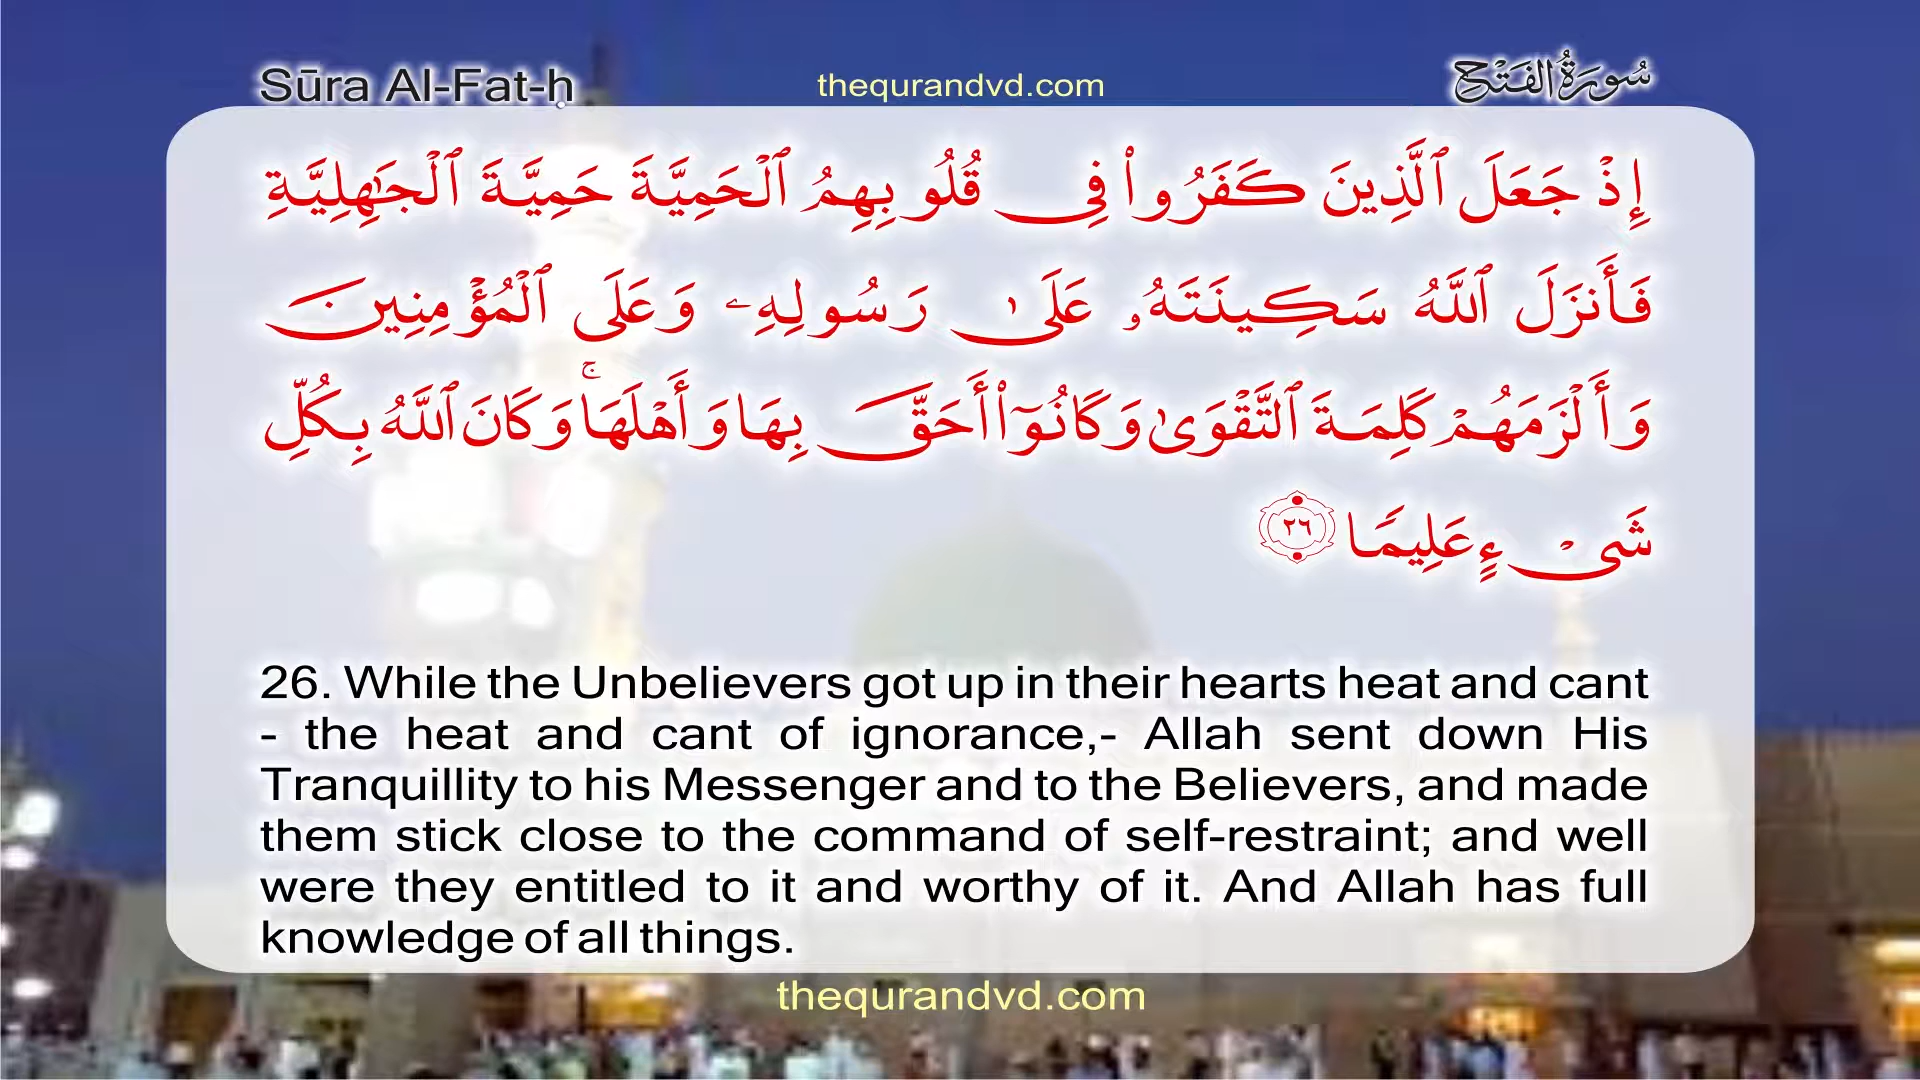 Sūra Al-Fat-ḥ
thequrandvd.com
سُورَةُ الفَتْحِ
إِذْ جَعَلَ ٱلَّذِينَ كَفَرُوا۟ فِى قُلُوبِهِمُ ٱلْحَمِيَّةَ حَمِيَّةَ ٱلْجَٰهِلِيَّةِ
فَأَنزَلَ ٱللَّهُ سَكِينَتَهُۥ عَلَىٰ رَسُولِهِۦ وَعَلَى ٱلْمُؤْمِنِينَ
وَأَلْزَمَهُمْ كَلِمَةَ ٱلتَّقْوَىٰ وَكَانُوٓا۟ أَحَقَّ بِهَا وَأَهْلَهَا ۚ وَكَانَ ٱللَّهُ بِكُلِّ
شَىْءٍ عَلِيمًا ٢٦
26. While the Unbelievers got up in their hearts heat and cant
- the heat and cant of ignorance,- Allah sent down His
Tranquillity to his Messenger and to the Believers, and made
them stick close to the command of self-restraint; and well
were they entitled to it and worthy of it. And Allah has full
knowledge of all things.
thequrandvd.com